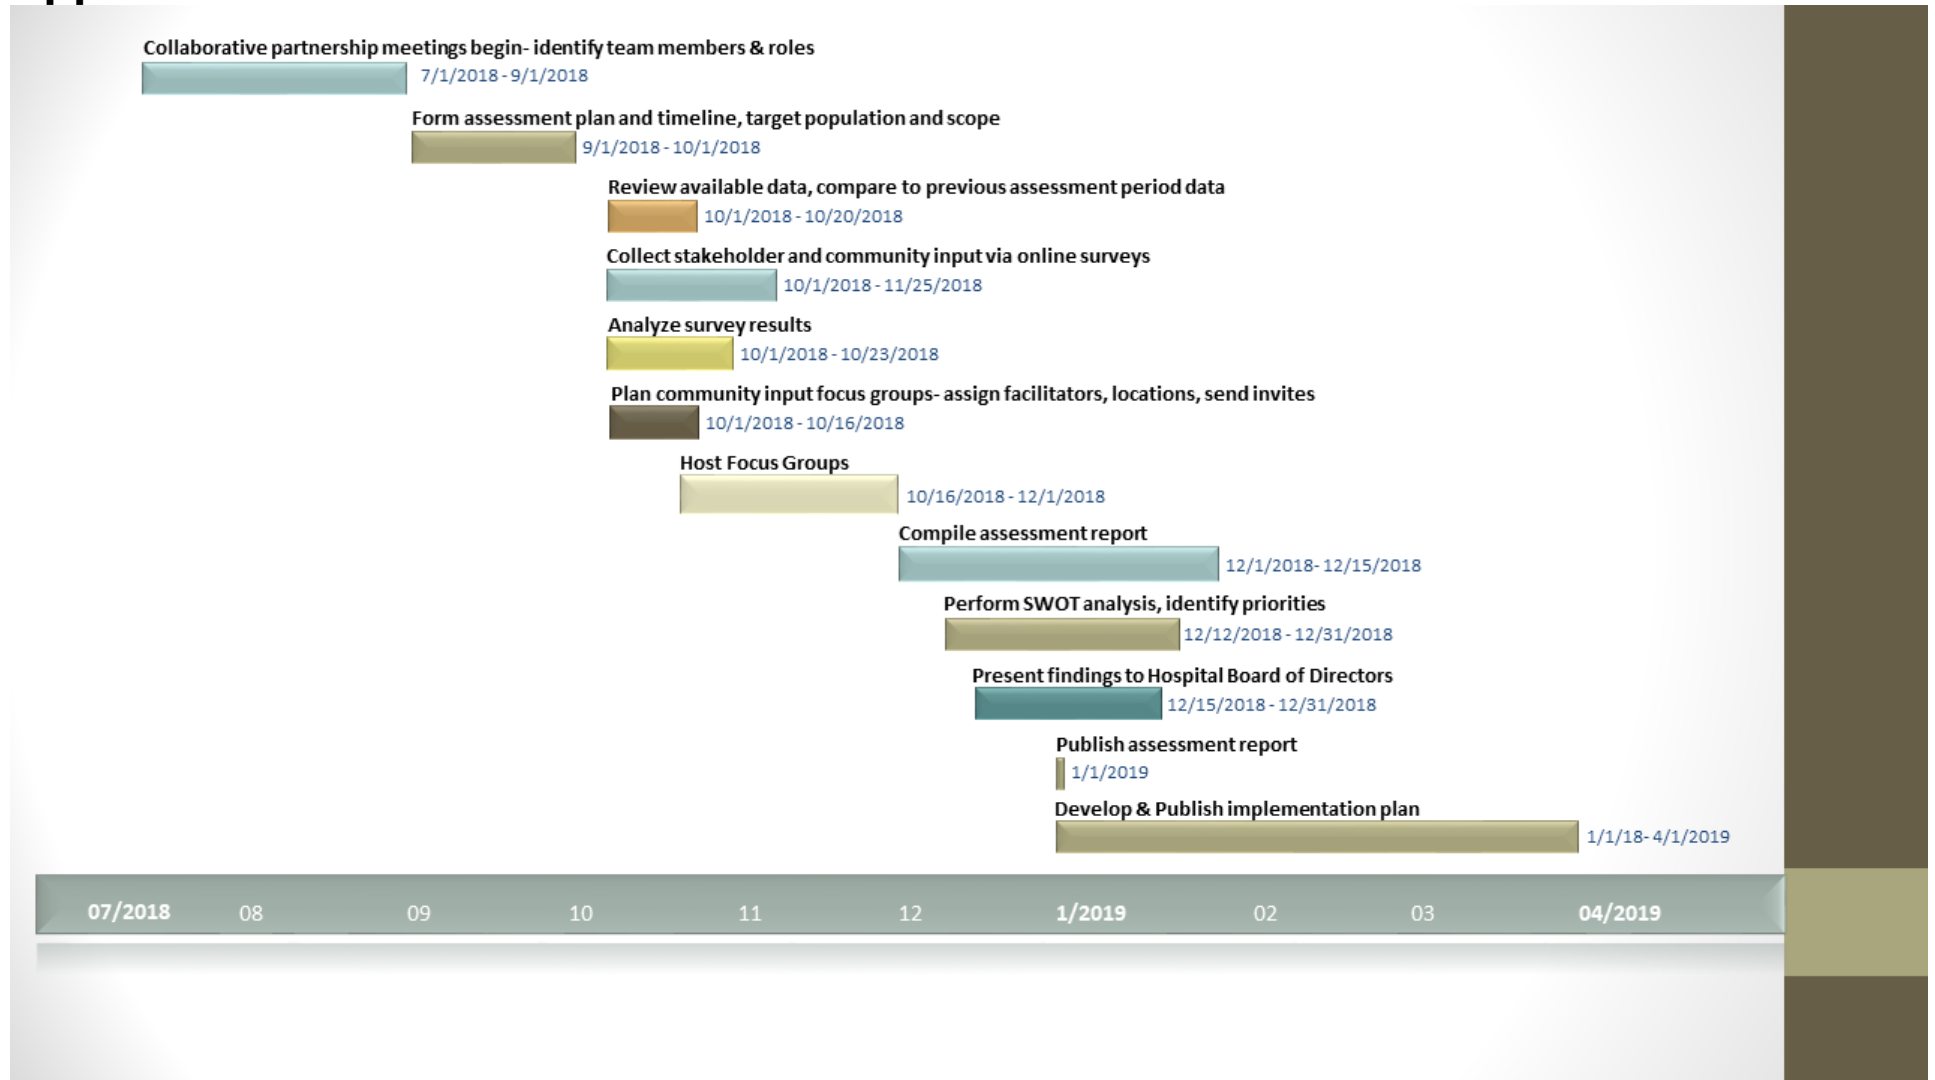 Collaborative partnership meetings begin- identify team members & roles
7/1/2018 - 9/1/2018
Form assessment plan and timeline, target population and scope
9/1/2018 - 10/1/2018
Review available data, compare to previous assessment period data
10/1/2018 - 10/20/2018
Collect stakeholder and community input via online surveys
10/1/2018 - 11/25/2018
Analyze survey results
10/1/2018 - 10/23/2018
Plan community input focus groups- assign facilitators, locations, send invites
10/1/2018 - 10/16/2018
Host Focus Groups
10/16/2018 - 12/1/2018
Compile assessment report
12/1/2018- 12/15/2018
Perform SWOT analysis, identify priorities
12/12/2018 - 12/31/2018
Present findings to Hospital Board of Directors
12/15/2018 - 12/31/2018
Publish assessment report
1/1/2019
Develop & Publish implementation plan
1/1/18- 4/1/2019
07/2018 08 09 10 11 12 1/2019 02 03 04/2019